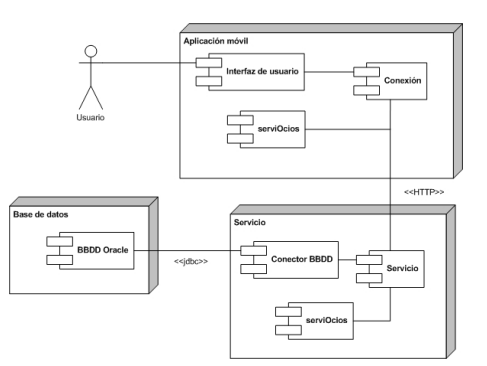 Aplicación móvil
Interfaz de usuario
Conexión
Usuario
serviOcios
<<HTTP>>
Base de datos
Servicio
BBDD Oracle
<<jdbc>>
Conector BBDD
Servicio
serviOcios